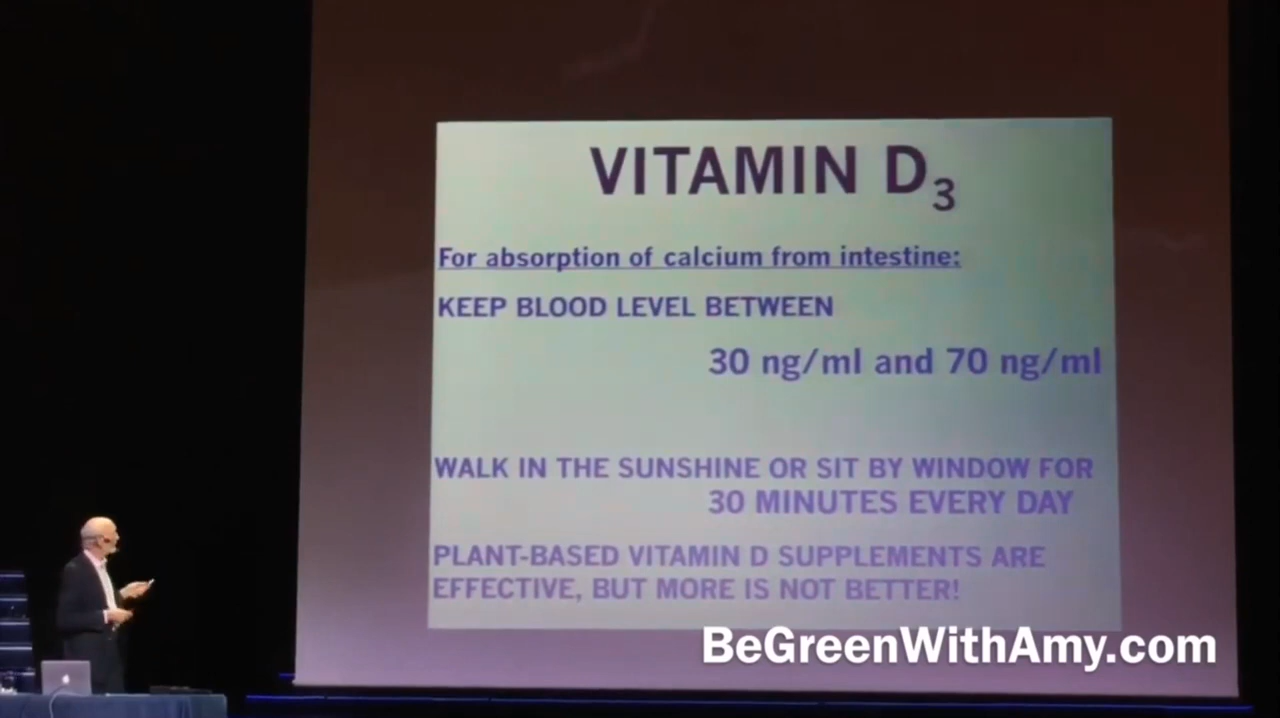 VITAMIN D₃
For absorption of calcium from intestine:
KEEP BLOOD LEVEL BETWEEN
30 ng/ml and 70 ng/ml
WALK IN THE SUNSHINE OR SIT BY WINDOW FOR
30 MINUTES EVERY DAY
PLANT-BASED VITAMIN D SUPPLEMENTS ARE
EFFECTIVE, BUT MORE IS NOT BETTER!
BeGreenWithAmy.com